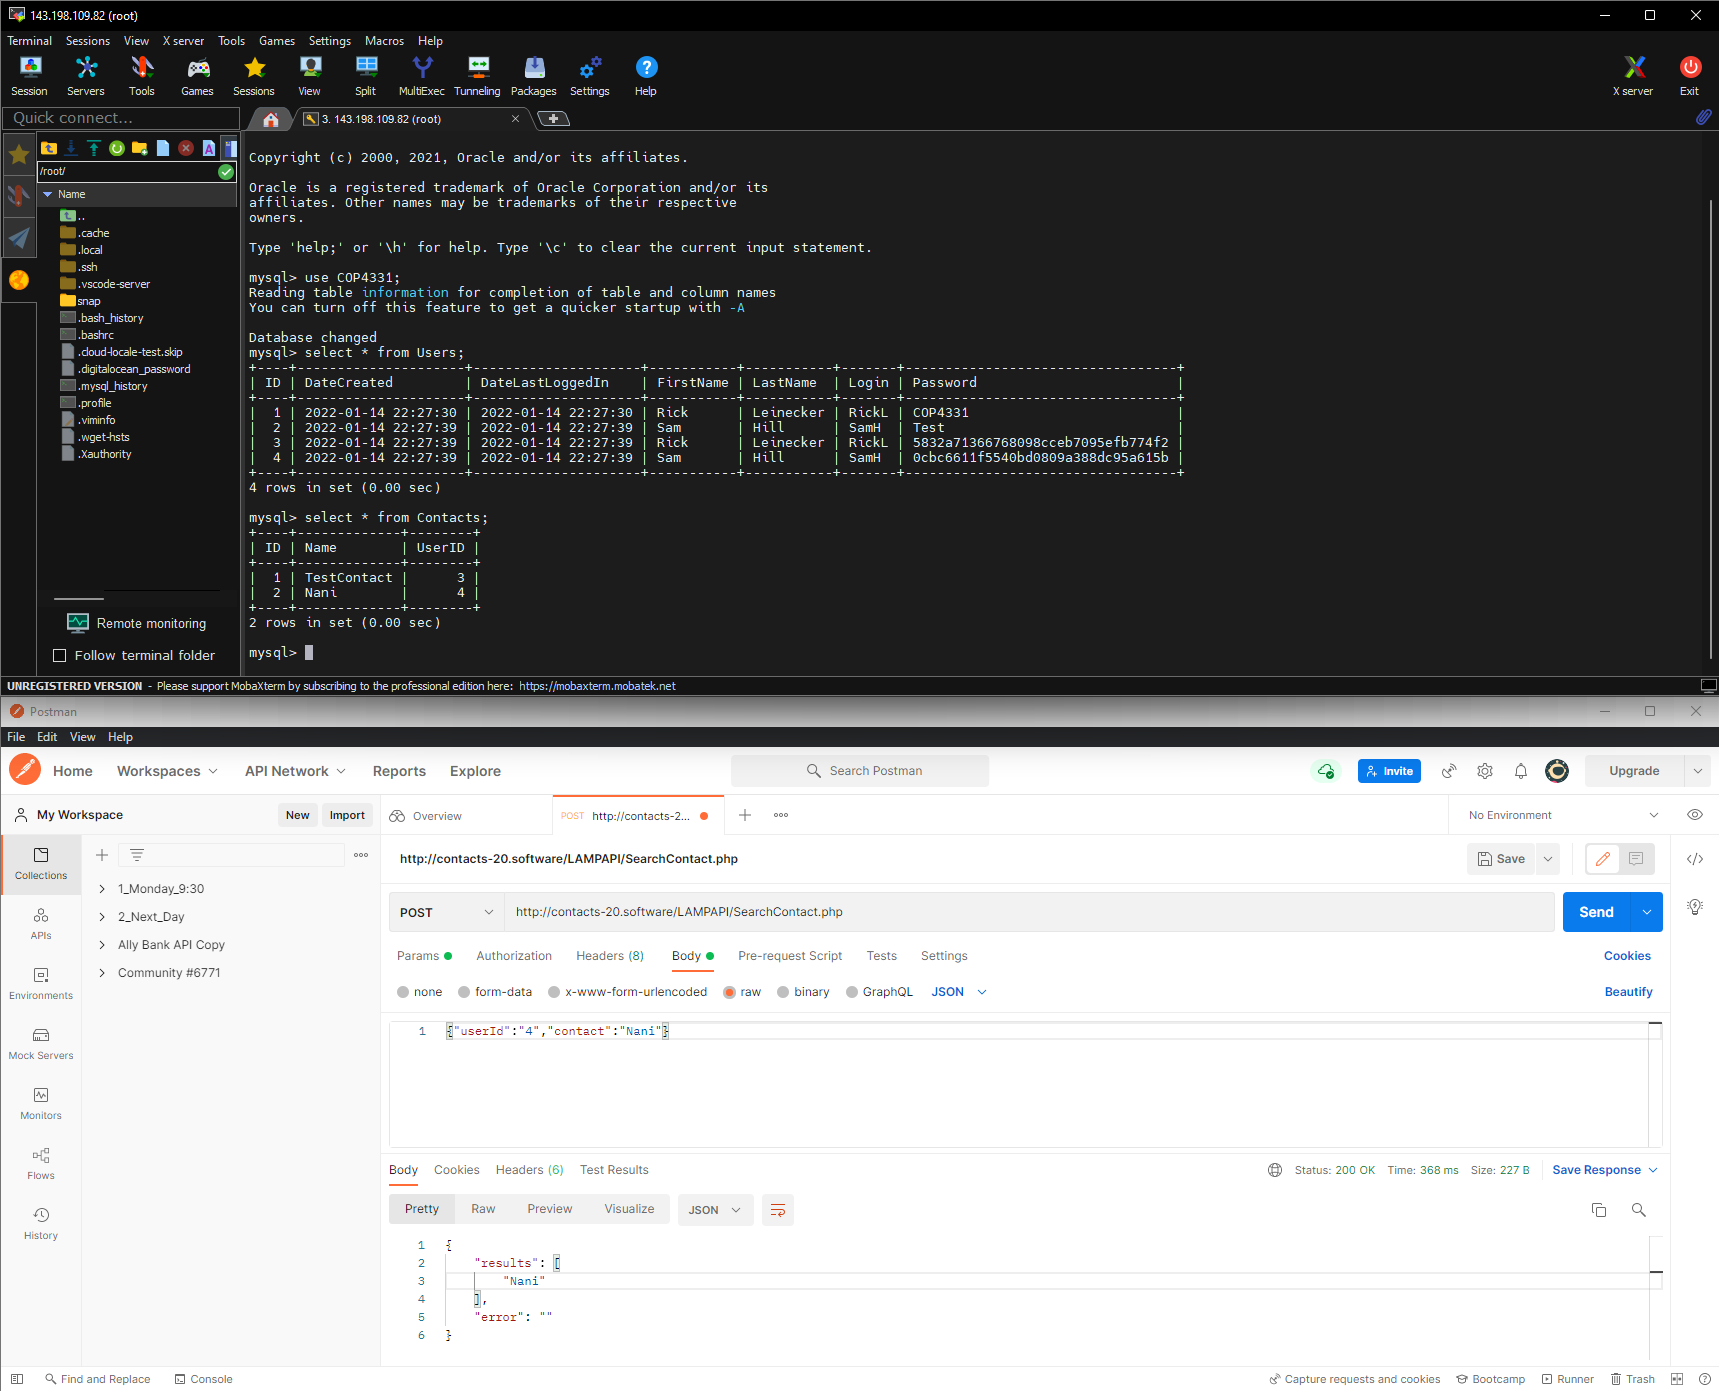 143.198.109.82 (root)
Terminal Sessions View X server Tools Games Settings Macros Help
Session Servers Tools Games Sessions View Split MultiExec Tunneling Packages Settings Help X server Exit
Quick connect...
3. 143.198.109.82 (root)
/root/
Name
..
.cache
.local
.ssh
.vscode-server
snap
.bash_history
.bashrc
.cloud-locale-test.skip
.digitalocean_password
.mysql_history
.profile
.viminfo
.wget-hsts
.Xauthority
Remote monitoring
Follow terminal folder
Copyright (c) 2000, 2021, Oracle and/or its affiliates.
Oracle is a registered trademark of Oracle Corporation and/or its
affiliates. Other names may be trademarks of their respective
owners.
Type 'help;' or '\h' for help. Type '\c' to clear the current input statement.
mysql> use COP4331;
Reading table information for completion of table and column names
You can turn off this feature to get a quicker startup with -A
Database changed
mysql> select * from Users;
+----+---------------------+---------------------+-----------+----------+-------+----------------------------------+
| ID | DateCreated         | DateLastLoggedIn    | FirstName | LastName  | Login | Password                         |
+----+---------------------+---------------------+-----------+-----------+-------+----------------------------------+
|  1 | 2022-01-14 22:27:30 | 2022-01-14 22:27:30 | Rick      | Leinecker | RickL | COP4331                          |
|  2 | 2022-01-14 22:27:39 | 2022-01-14 22:27:39 | Sam       | Hill      | SamH  | Test                             |
|  3 | 2022-01-14 22:27:39 | 2022-01-14 22:27:39 | Rick      | Leinecker | RickL | 5832a71366768098cceb7095efb774f2 |
|  4 | 2022-01-14 22:27:39 | 2022-01-14 22:27:39 | Sam       | Hill      | SamH  | 0cbc6611f5540bd0809a388dc95a615b |
+----+---------------------+---------------------+-----------+-----------+-------+----------------------------------+
4 rows in set (0.00 sec)
mysql> select * from Contacts;
+----+-------------+--------+
| ID | Name        | UserID |
+----+-------------+--------+
|  1 | TestContact |      3 |
|  2 | Nani        |      4 |
+----+-------------+--------+
2 rows in set (0.00 sec)
mysql>
UNREGISTERED VERSION - Please support MobaXterm by subscribing to the professional edition here: https://mobaxterm.mobatek.net
Postman
File Edit View Help
Home Workspaces API Network Reports Explore Search Postman Invite Upgrade
My Workspace New Import Overview POST http://contacts-2... No Environment
Collections
APIs
Environments
Mock Servers
Monitors
Flows
History
1_Monday_9:30
2_Next_Day
Ally Bank API Copy
Community #6771
http://contacts-20.software/LAMPAPI/SearchContact.php Save
POST http://contacts-20.software/LAMPAPI/SearchContact.php Send
Params Authorization Headers (8) Body Pre-request Script Tests Settings Cookies
none form-data x-www-form-urlencoded raw binary GraphQL JSON Beautify
1 {"userId":"4","contact":"Nani"}
Body Cookies Headers (6) Test Results Status: 200 OK Time: 368 ms Size: 227 B Save Response
Pretty Raw Preview Visualize JSON
1 {
2 "results": [
3 "Nani"
4 ],
5 "error": ""
6 }
Find and Replace Console Capture requests and cookies Bootcamp Runner Trash